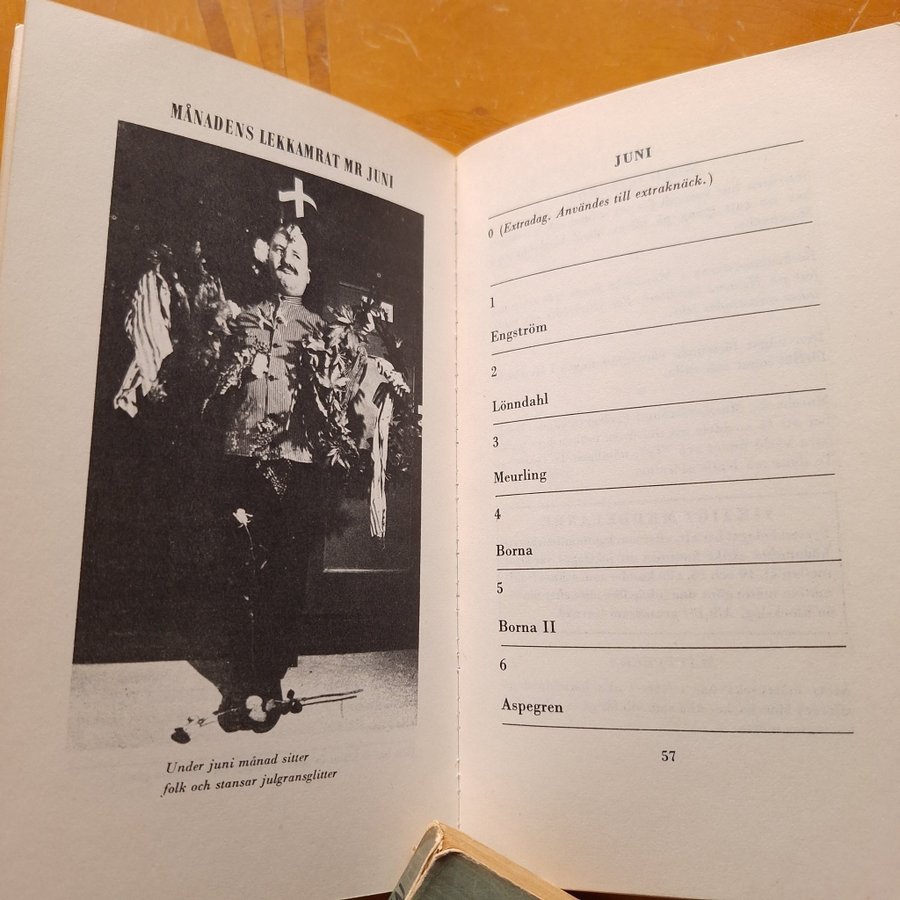 MÅNADENS LEKKAMRAT MR JUNI
Under juni månad sitter
folk och stansar julgransglitter
JUNI
0 (Extradag. Användes till extraknäck.)
1
Engström
2
Lönndahl
3
Meurling
4
Borna
5
Borna II
6
Aspegren
57